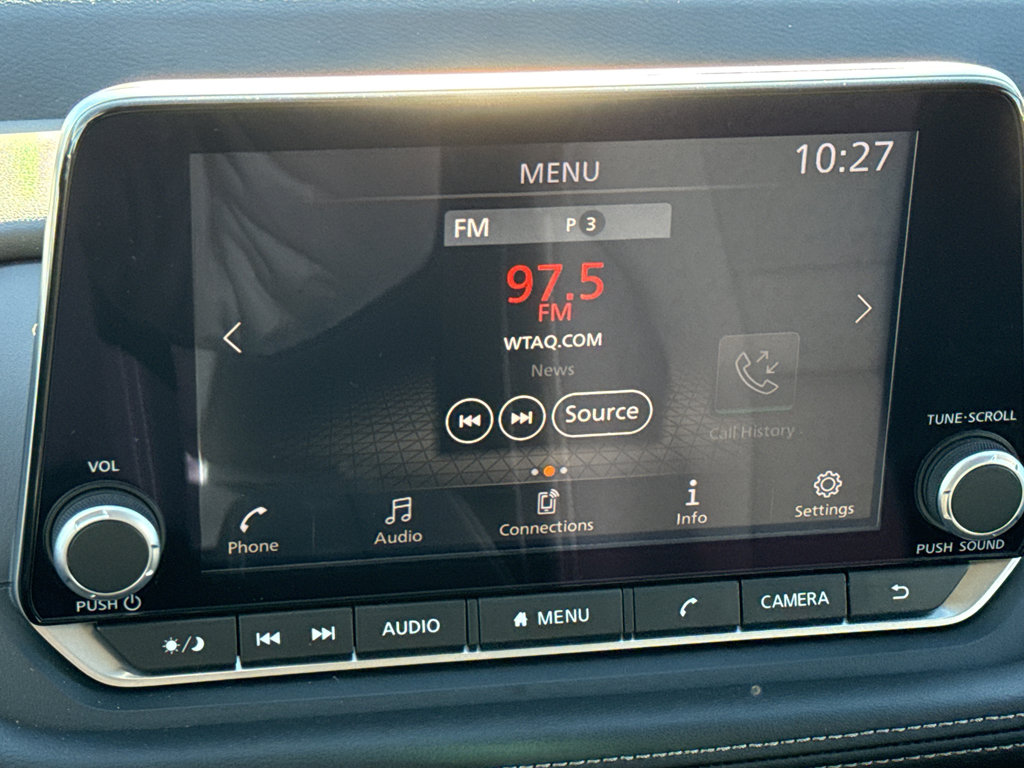 MENU
10:27
FM P 3
97.5
FM
WTAQ.COM
News
Source
Call History
Phone
Audio
Connections
Info
Settings
VOL
PUSH
TUNE·SCROLL
PUSH SOUND
AUDIO
MENU
CAMERA